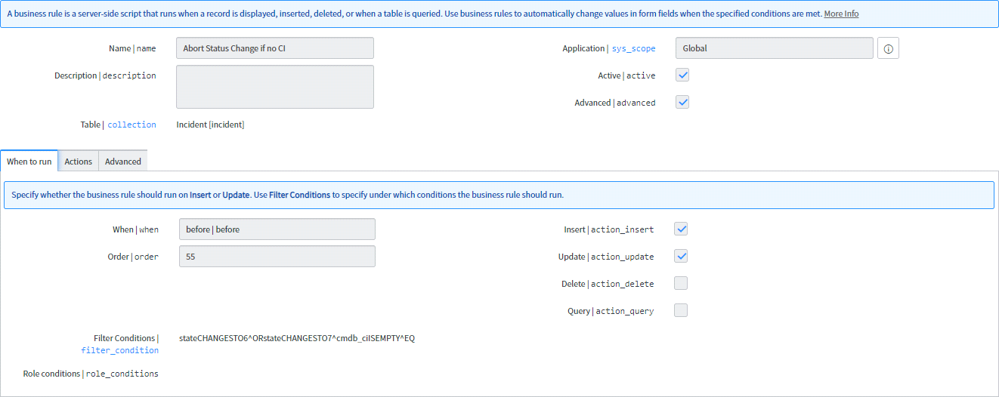 A business rule is a server-side script that runs when a record is displayed, inserted, deleted, or when a table is queried. Use business rules to automatically change values in form fields when the specified conditions are met. More Info
Name | name
Abort Status Change if no CI
Application | sys_scope
Global
Description | description
Active | active
Advanced | advanced
Table | collection
Incident [incident]
When to run
Actions
Advanced
Specify whether the business rule should run on Insert or Update. Use Filter Conditions to specify under which conditions the business rule should run.
When | when
before | before
Insert | action_insert
Order | order
55
Update | action_update
Delete | action_delete
Query | action_query
Filter Conditions |
filter_condition
stateCHANGESTO6^ORstateCHANGESTO7^cmdb_ciISEMPTY^EQ
Role conditions | role_conditions